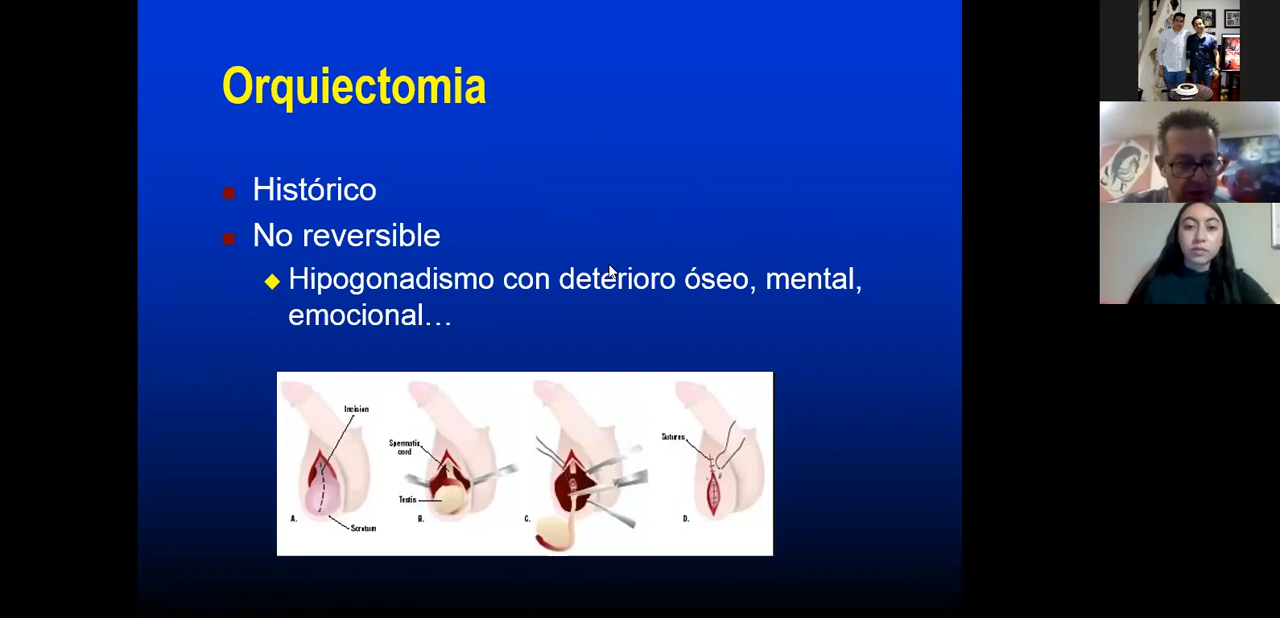 Orquiectomia
Histórico
No reversible
Hipogonadismo con deterioro óseo, mental,
emocional…
Incision
Scrotum
A.
Spermatic
cord
Testis
B.
C.
Sutures
D.